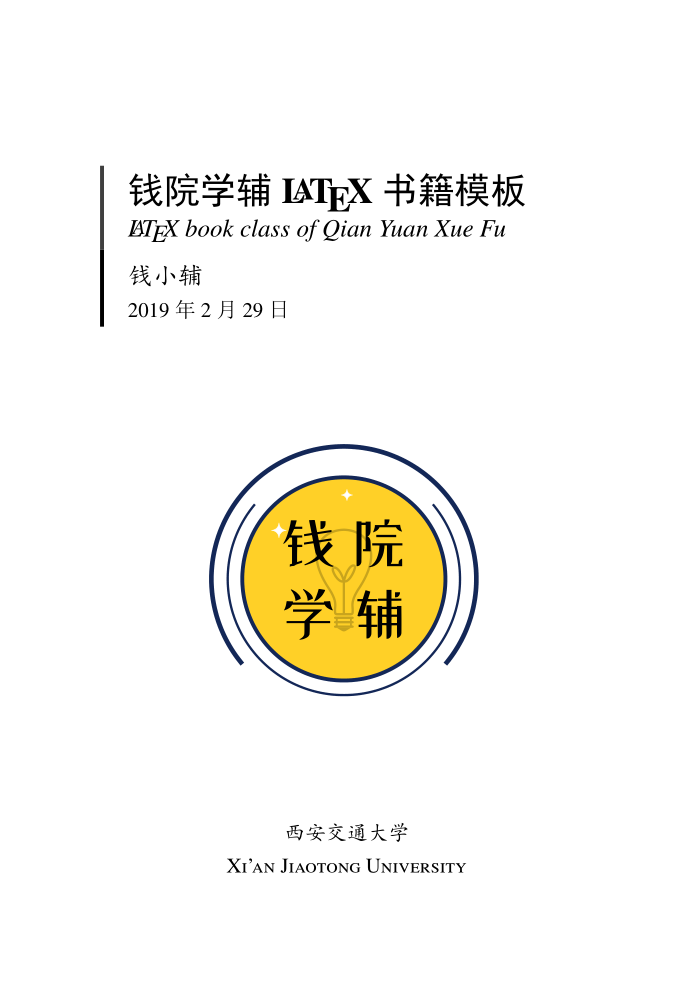 钱院学辅 LATEX 书籍模板
LATEX book class of Qian Yuan Xue Fu
钱小辅
2019 年 2 月 29 日
钱院
学辅
西安交通大学
Xi'an Jiaotong University